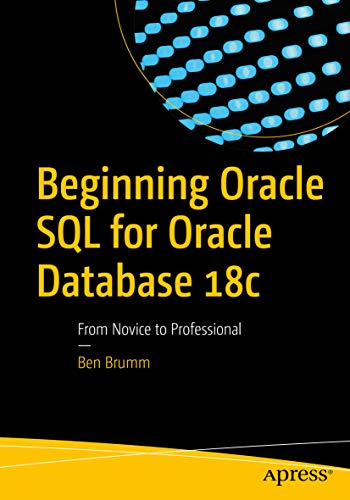 Beginning Oracle
SQL for Oracle
Database 18c
From Novice to Professional
—
Ben Brumm
Apress®